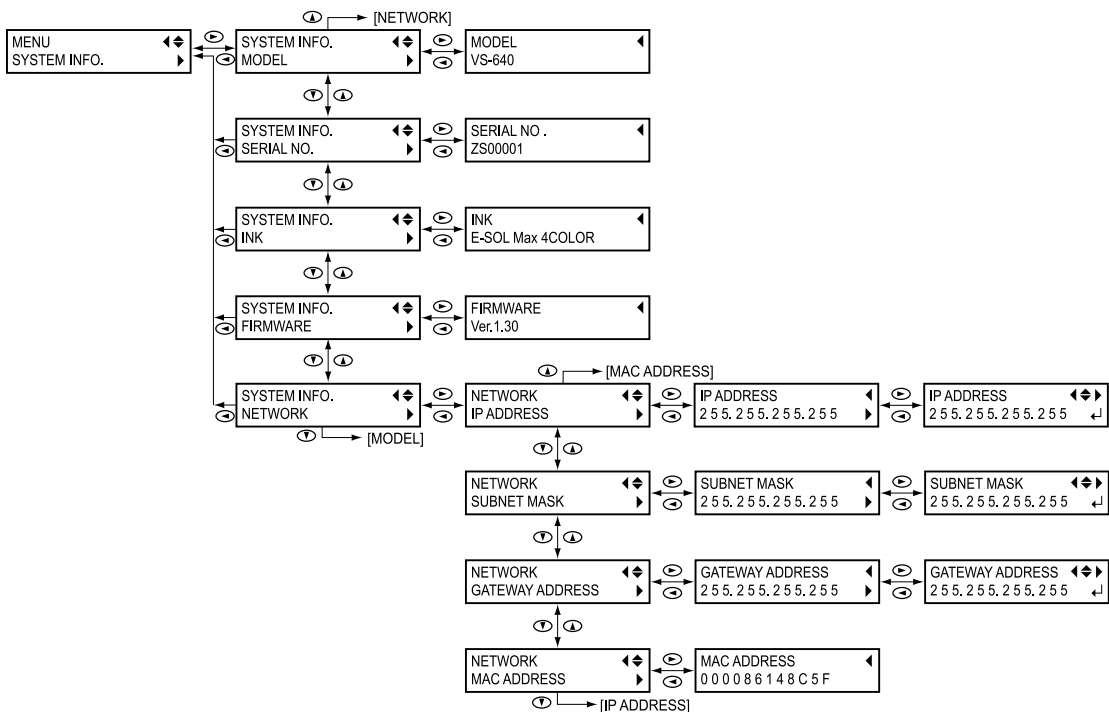 [NETWORK]
MENU
SYSTEM INFO.
SYSTEM INFO.
MODEL
MODEL
VS-640
SYSTEM INFO.
SERIAL NO.
SERIAL NO .
ZS00001
SYSTEM INFO.
INK
INK
E-SOL Max 4COLOR
SYSTEM INFO.
FIRMWARE
FIRMWARE
Ver.1.30
SYSTEM INFO.
NETWORK
[MODEL]
[MAC ADDRESS]
NETWORK
IP ADDRESS
IP ADDRESS
255.255.255.255
IP ADDRESS
255.255.255.255
NETWORK
SUBNET MASK
SUBNET MASK
255.255.255.255
SUBNET MASK
255.255.255.255
NETWORK
GATEWAY ADDRESS
GATEWAY ADDRESS
255.255.255.255
GATEWAY ADDRESS
255.255.255.255
NETWORK
MAC ADDRESS
MAC ADDRESS
000086148C5F
[IP ADDRESS]